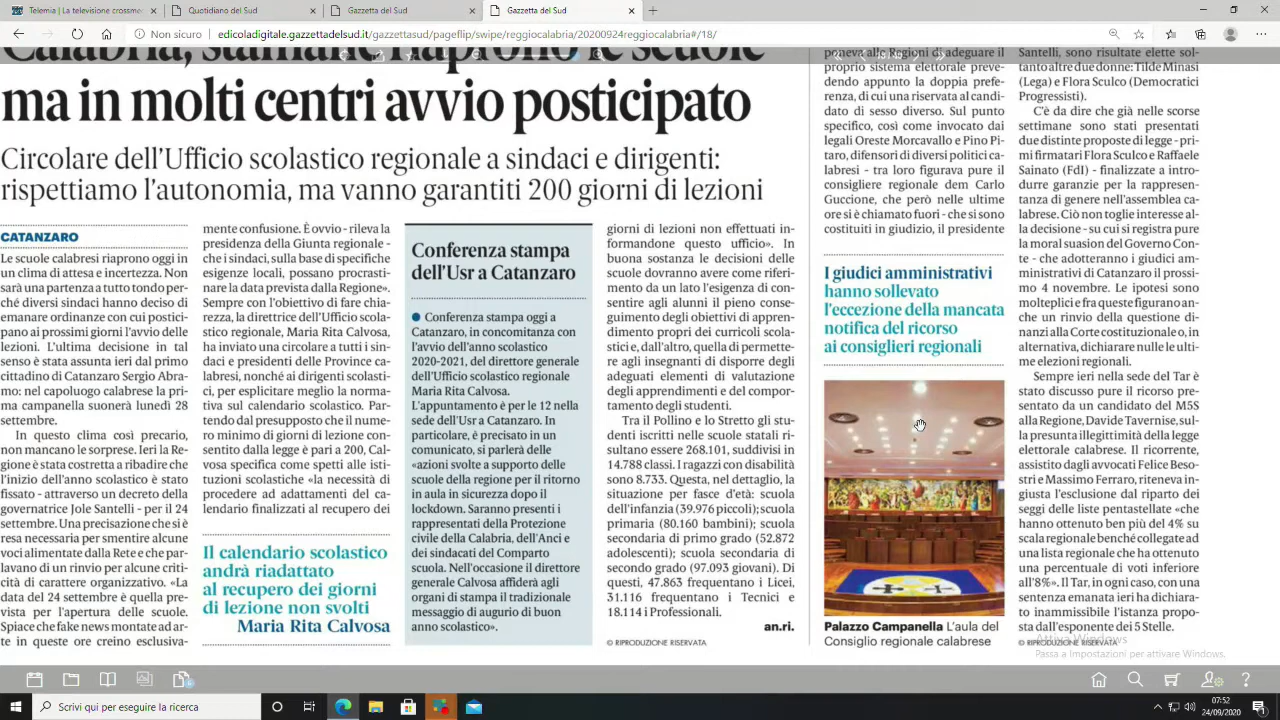 Telemia | La televisione cross me
Gazzetta del Sud
Gazzetta del Sud
Non sicuro
edicoladigitale.gazzettadelsud.it/gazzettasud/pageflip/swipe/reggiocalabria/20200924reggiocalabria#/18/
Calabria, stamane riaprono le scuole
ma in molti centri avvio posticipato
Circolare dell'Ufficio scolastico regionale a sindaci e dirigenti:
rispettiamo l'autonomia, ma vanno garantiti 200 giorni di lezioni
CATANZARO
Le scuole calabresi riaprono oggi in
un clima di attesa e incertezza. Non
sarà una partenza a tutto tondo per-
ché diversi sindaci hanno deciso di
emanare ordinanze con cui postici-
pano ai prossimi giorni l'avvio delle
lezioni. L'ultima decisione in tal
senso è stata assunta ieri dal primo
cittadino di Catanzaro Sergio Abra-
mo: nel capoluogo calabrese la pri-
ma campanella suonerà lunedì 28
settembre.
In questo clima così precario,
non mancano le sorprese. Ieri la Re-
gione è stata costretta a ribadire che
l'inizio dell'anno scolastico è stato
fissato - attraverso un decreto della
governatrice Jole Santelli - per il 24
settembre. Una precisazione che si è
resa necessaria per smentire alcune
voci alimentate dalla Rete e che par-
lavano di un rinvio per alcune criti-
cità di carattere organizzativo. «La
data del 24 settembre è quella pre-
vista per l'apertura delle scuole.
Spiace che fake news montate ad ar-
te in queste ore creino esclusiva-
mente confusione. È ovvio - rileva la
presidenza della Giunta regionale -
che i sindaci, sulla base di specifiche
esigenze locali, possano procrasti-
nare la data prevista dalla Regione».
Sempre con l'obiettivo di fare chia-
rezza, la direttrice dell'Ufficio scola-
stico regionale, Maria Rita Calvosa,
ha inviato una circolare a tutti i sin-
daci e presidenti delle Province ca-
labresi, nonché ai dirigenti scolasti-
ci, per esplicitare meglio la norma-
tiva sul calendario scolastico. Par-
tendo dal presupposto che il nume-
ro minimo di giorni di lezione con-
sentito dalla legge è pari a 200, Cal-
vosa specifica come spetti alle isti-
tuzioni scolastiche «la necessità di
procedere ad adattamenti del ca-
lendario finalizzati al recupero dei
Il calendario scolastico
andrà riadattato
al recupero dei giorni
di lezione non svolti
Maria Rita Calvosa
Conferenza stampa
dell'Usr a Catanzaro
● Conferenza stampa oggi a
Catanzaro, in concomitanza con
l'avvio dell'anno scolastico
2020-2021, del direttore generale
dell'Ufficio scolastico regionale
Maria Rita Calvosa.
L'appuntamento è per le 12 nella
sede dell'Usr a Catanzaro. In
particolare, è precisato in un
comunicato, si parlerà delle
«azioni svolte a supporto delle
scuole della regione per il ritorno
in aula in sicurezza dopo il
lockdown. Saranno presenti i
rappresentati della Protezione
civile della Calabria, dell'Anci e
dei sindacati del Comparto
scuola. Nell'occasione il direttore
generale Calvosa affiderà agli
organi di stampa il tradizionale
messaggio di augurio di buon
anno scolastico».
giorni di lezioni non effettuati in-
formandone questo ufficio». In
buona sostanza le decisioni delle
scuole dovranno avere come riferi-
mento da un lato l'esigenza di con-
sentire agli alunni il pieno conse-
guimento degli obiettivi di appren-
dimento propri dei curricoli scola-
stici e, dall'altro, quella di permette-
re agli insegnanti di disporre degli
adeguati elementi di valutazione
degli apprendimenti e del compor-
tamento degli studenti.
Tra il Pollino e lo Stretto gli stu-
denti iscritti nelle scuole statali ri-
sultano essere 268.101, suddivisi in
14.788 classi. I ragazzi con disabilità
sono 8.733. Questa, nel dettaglio, la
situazione per fasce d'età: scuola
dell'infanzia (39.976 piccoli); scuola
primaria (80.160 bambini); scuola
secondaria di primo grado (52.872
adolescenti); scuola secondaria di
secondo grado (97.093 giovani). Di
questi, 47.863 frequentano i Licei,
31.116 frequentano i Tecnici e
18.114 i Professionali.
an.ri.
© RIPRODUZIONE RISERVATA
poneva alle Regioni di adeguare il
proprio sistema elettorale preve-
dendo appunto la doppia prefe-
renza, di cui una riservata al candi-
dato di sesso diverso. Sul punto
specifico, così come invocato dai
legali Oreste Morcavallo e Pino Pi-
taro, difensori di diversi politici ca-
labresi - tra loro figurava pure il
consigliere regionale dem Carlo
Guccione, che però nelle ultime
ore si è chiamato fuori - che si sono
costituiti in giudizio, il presidente
I giudici amministrativi
hanno sollevato
l'eccezione della mancata
notifica del ricorso
ai consiglieri regionali
Palazzo Campanella L'aula del
Consiglio regionale calabrese
Santelli, sono risultate elette sol-
tanto altre due donne: Tilde Minasi
(Lega) e Flora Sculco (Democratici
Progressisti).
C'è da dire che già nelle scorse
settimane sono stati presentati
due distinte proposte di legge - pri-
mi firmatari Flora Sculco e Raffaele
Sainato (FdI) - finalizzate a intro-
durre garanzie per la rappresen-
tanza di genere nell'assemblea ca-
labrese. Ciò non toglie interesse al-
la decisione - su cui si registra pure
la moral suasion del Governo Con-
te - che adotteranno i giudici am-
ministrativi di Catanzaro il prossi-
mo 4 novembre. Le ipotesi sono
molteplici e fra queste figurano an-
che un rinvio della questione di-
nanzi alla Corte costituzionale o, in
alternativa, dichiarare nulle le ulti-
me elezioni regionali.
Sempre ieri nella sede del Tar è
stato discusso pure il ricorso pre-
sentato da un candidato del M5S
alla Regione, Davide Tavernise, sul-
la presunta illegittimità della legge
elettorale calabrese. Il ricorrente,
assistito dagli avvocati Felice Beso-
stri e Massimo Ferraro, riteneva in-
giusta l'esclusione dal riparto dei
seggi delle liste pentastellate «che
hanno ottenuto ben più del 4% su
scala regionale benché collegate ad
una lista regionale che ha ottenuto
una percentuale di voti inferiore
all'8%». Il Tar, in ogni caso, con una
sentenza emanata ieri ha dichiara-
to inammissibile l'istanza propo-
sta dall'esponente dei 5 Stelle.
© RIPRODUZIONE RISERVATA
Attiva Windows
Passa a Impostazioni per attivare Windows.
Scrivi qui per eseguire la ricerca
07:52
24/09/2020